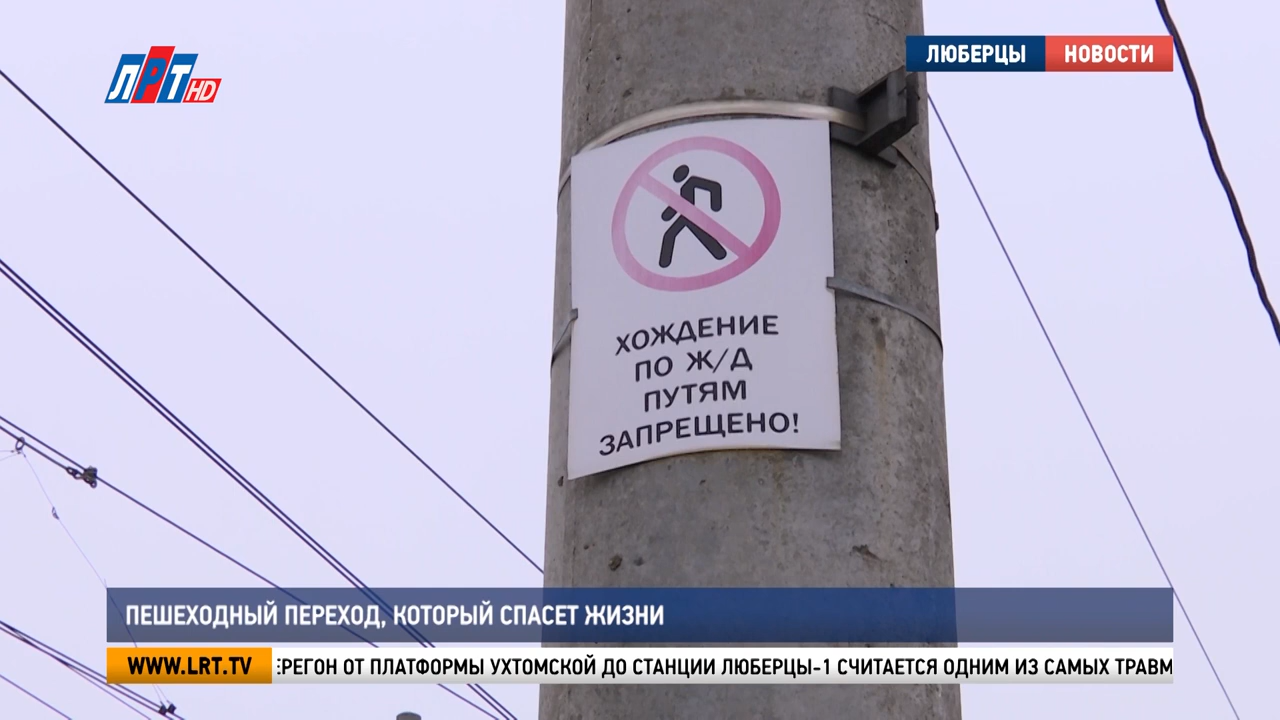 ЛРТ HD
ЛЮБЕРЦЫ НОВОСТИ
ХОЖДЕНИЕ
ПО Ж/Д
ПУТЯМ
ЗАПРЕЩЕНО!
ПЕШЕХОДНЫЙ ПЕРЕХОД, КОТОРЫЙ СПАСЕТ ЖИЗНИ
WWW.LRT.TV ЕРЕГОН ОТ ПЛАТФОРМЫ УХТОМСКОЙ ДО СТАНЦИИ ЛЮБЕРЦЫ-1 СЧИТАЕТСЯ ОДНИМ ИЗ САМЫХ ТРАВМ